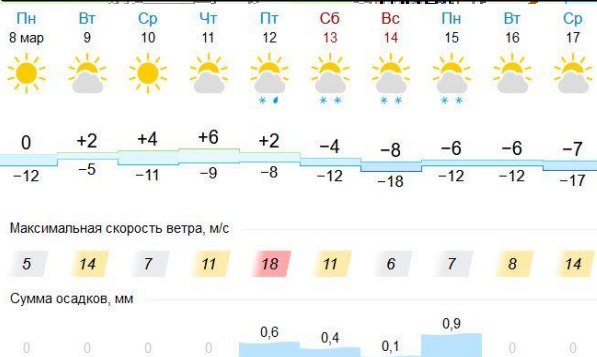 Пн Вт Ср Чт Пт Сб Вс Пн Вт Ср
8 мар 9 10 11 12 13 14 15 16 17
0 +2 +4 +6 +2 −4 −8 −6 −6 −7
−12 −5 −11 −9 −8 −12 −18 −12 −12 −17
Максимальная скорость ветра, м/с
5 14 7 11 18 11 6 7 8 14
Сумма осадков, мм
0 0 0 0 0,6 0,4 0,1 0,9 0 0